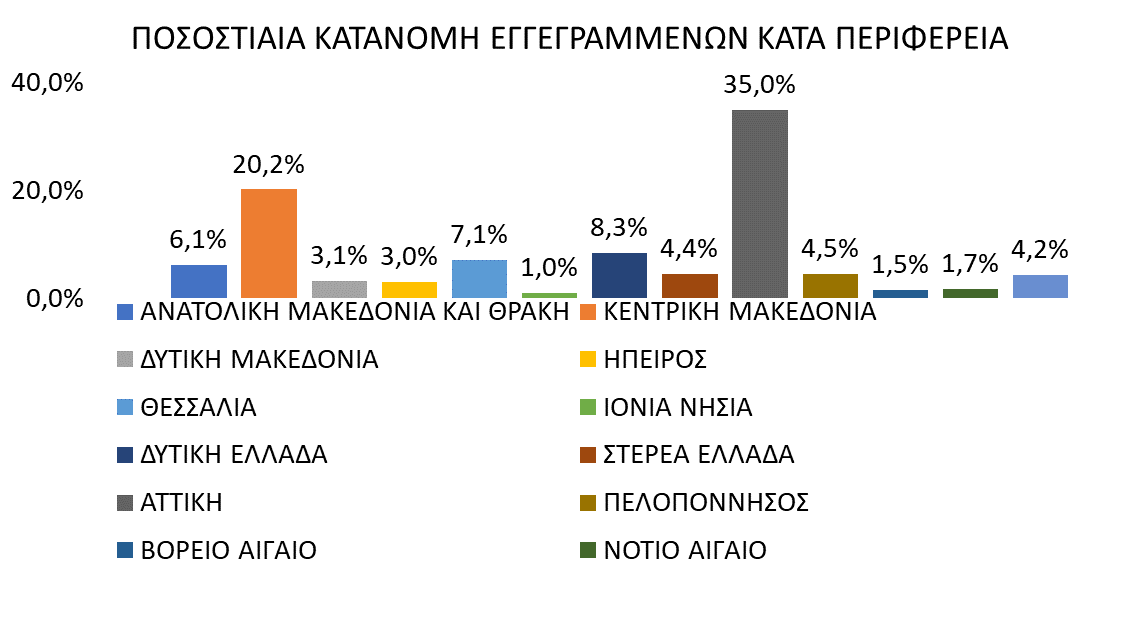 ΠΟΣΟΣΤΙΑΙΑ ΚΑΤΑΝΟΜΗ ΕΓΓΕΓΡΑΜΜΕΝΩΝ ΚΑΤΑ ΠΕΡΙΦΕΡΕΙΑ
40,0%
20,0%
0,0%
6,1%
20,2%
3,1%
3,0%
7,1%
1,0%
8,3%
4,4%
35,0%
4,5%
1,5%
1,7%
4,2%
ΑΝΑΤΟΛΙΚΗ ΜΑΚΕΔΟΝΙΑ ΚΑΙ ΘΡΑΚΗ
ΚΕΝΤΡΙΚΗ ΜΑΚΕΔΟΝΙΑ
ΔΥΤΙΚΗ ΜΑΚΕΔΟΝΙΑ
ΗΠΕΙΡΟΣ
ΘΕΣΣΑΛΙΑ
ΙΟΝΙΑ ΝΗΣΙΑ
ΔΥΤΙΚΗ ΕΛΛΑΔΑ
ΣΤΕΡΕΑ ΕΛΛΑΔΑ
ΑΤΤΙΚΗ
ΠΕΛΟΠΟΝΝΗΣΟΣ
ΒΟΡΕΙΟ ΑΙΓΑΙΟ
ΝΟΤΙΟ ΑΙΓΑΙΟ